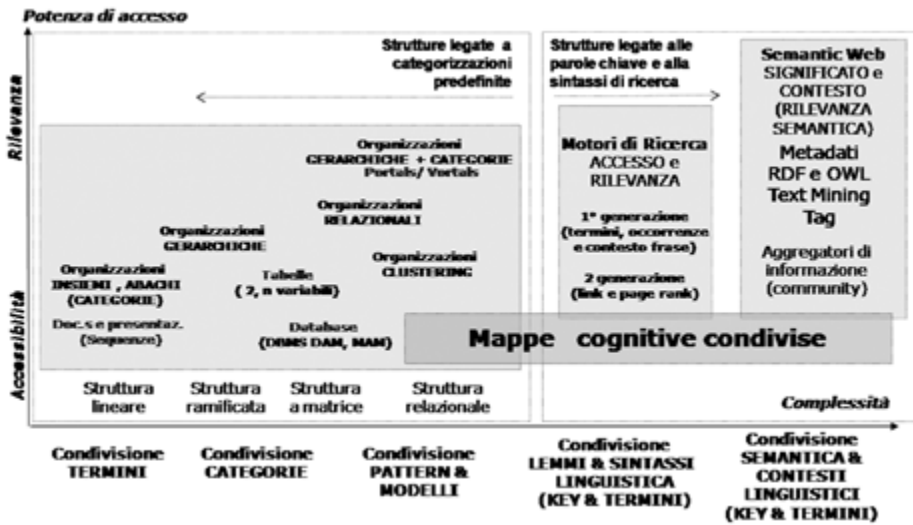 Potenza di accesso
Rilevanza
Accessibilità
Strutture legate a
categorizzazioni
predefinite
Organizzazioni
GERARCHICHE + CATEGORIE
Portals/ Vortals
Organizzazioni
RELAZIONALI
Organizzazioni
GERARCHICHE
Organizzazioni
CLUSTERING
Organizzazioni
INSIEMI , ABACHI
(CATEGORIE)
Tabelle
( 2, n variabili)
Doc.s e presentaz.
(Sequenze)
Database
(DBMS DAM, MAM)
Struttura
lineare
Struttura
ramificata
Struttura
a matrice
Struttura
relazionale
Strutture legate alle
parole chiave e alla
sintassi di ricerca
Motori di Ricerca
ACCESSO e
RILEVANZA
1° generazione
(termini, occorrenze
e contesto frase)
2 generazione
(link e page rank)
Semantic Web
SIGNIFICATO e
CONTESTO
(RILEVANZA
SEMANTICA)
Metadati
RDF e OWL
Text Mining
Tag
Aggregatori di
informazione
(community)
Mappe cognitive condivise
Complessità
Condivisione
TERMINI
Condivisione
CATEGORIE
Condivisione
PATTERN &
MODELLI
Condivisione
LEMMI & SINTASSI
LINGUISTICA
(KEY & TERMINI)
Condivisione
SEMANTICA &
CONTESTI
LINGUISTICI
(KEY & TERMINI)